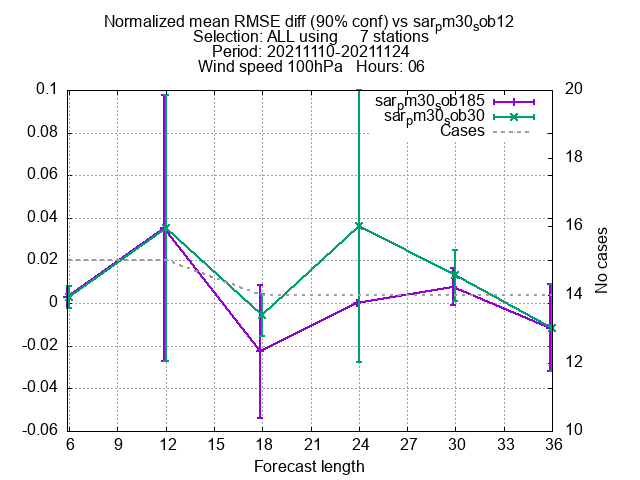 Normalized mean RMSE diff (90% conf) vs sarpm30sob12
Selection: ALL using 7 stations
Period: 20211110-20211124
Wind speed 100hPa Hours: 06
0.1
0.08
0.06
0.04
0.02
0
-0.02
-0.04
-0.06
20
18
16
14
12
10
No cases
sarpm30sob185
sarpm30sob30
Cases
6 9 12 15 18 21 24 27 30 33 36
Forecast length